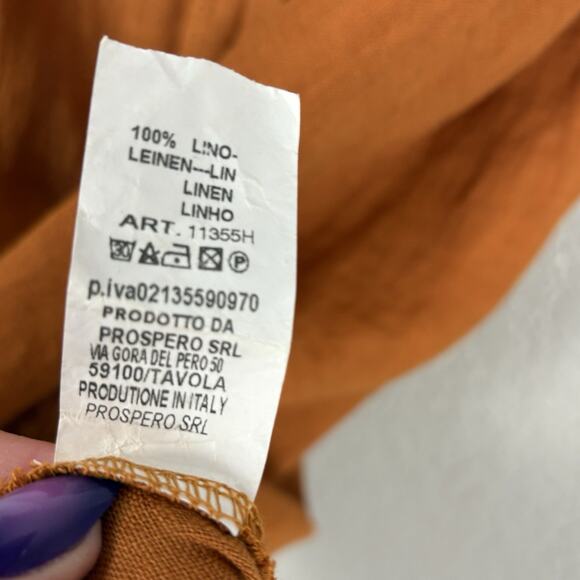 100% LINO-
LEINEN---LIN
LINEN
LINHO
ART. 11355H
30 P
p.iva02135590970
PRODOTTO DA
PROSPERO SRL
VIA GORA DEL PERO 50
59100/TAVOLA
PRODUTIONE IN ITALY
PROSPERO SRL